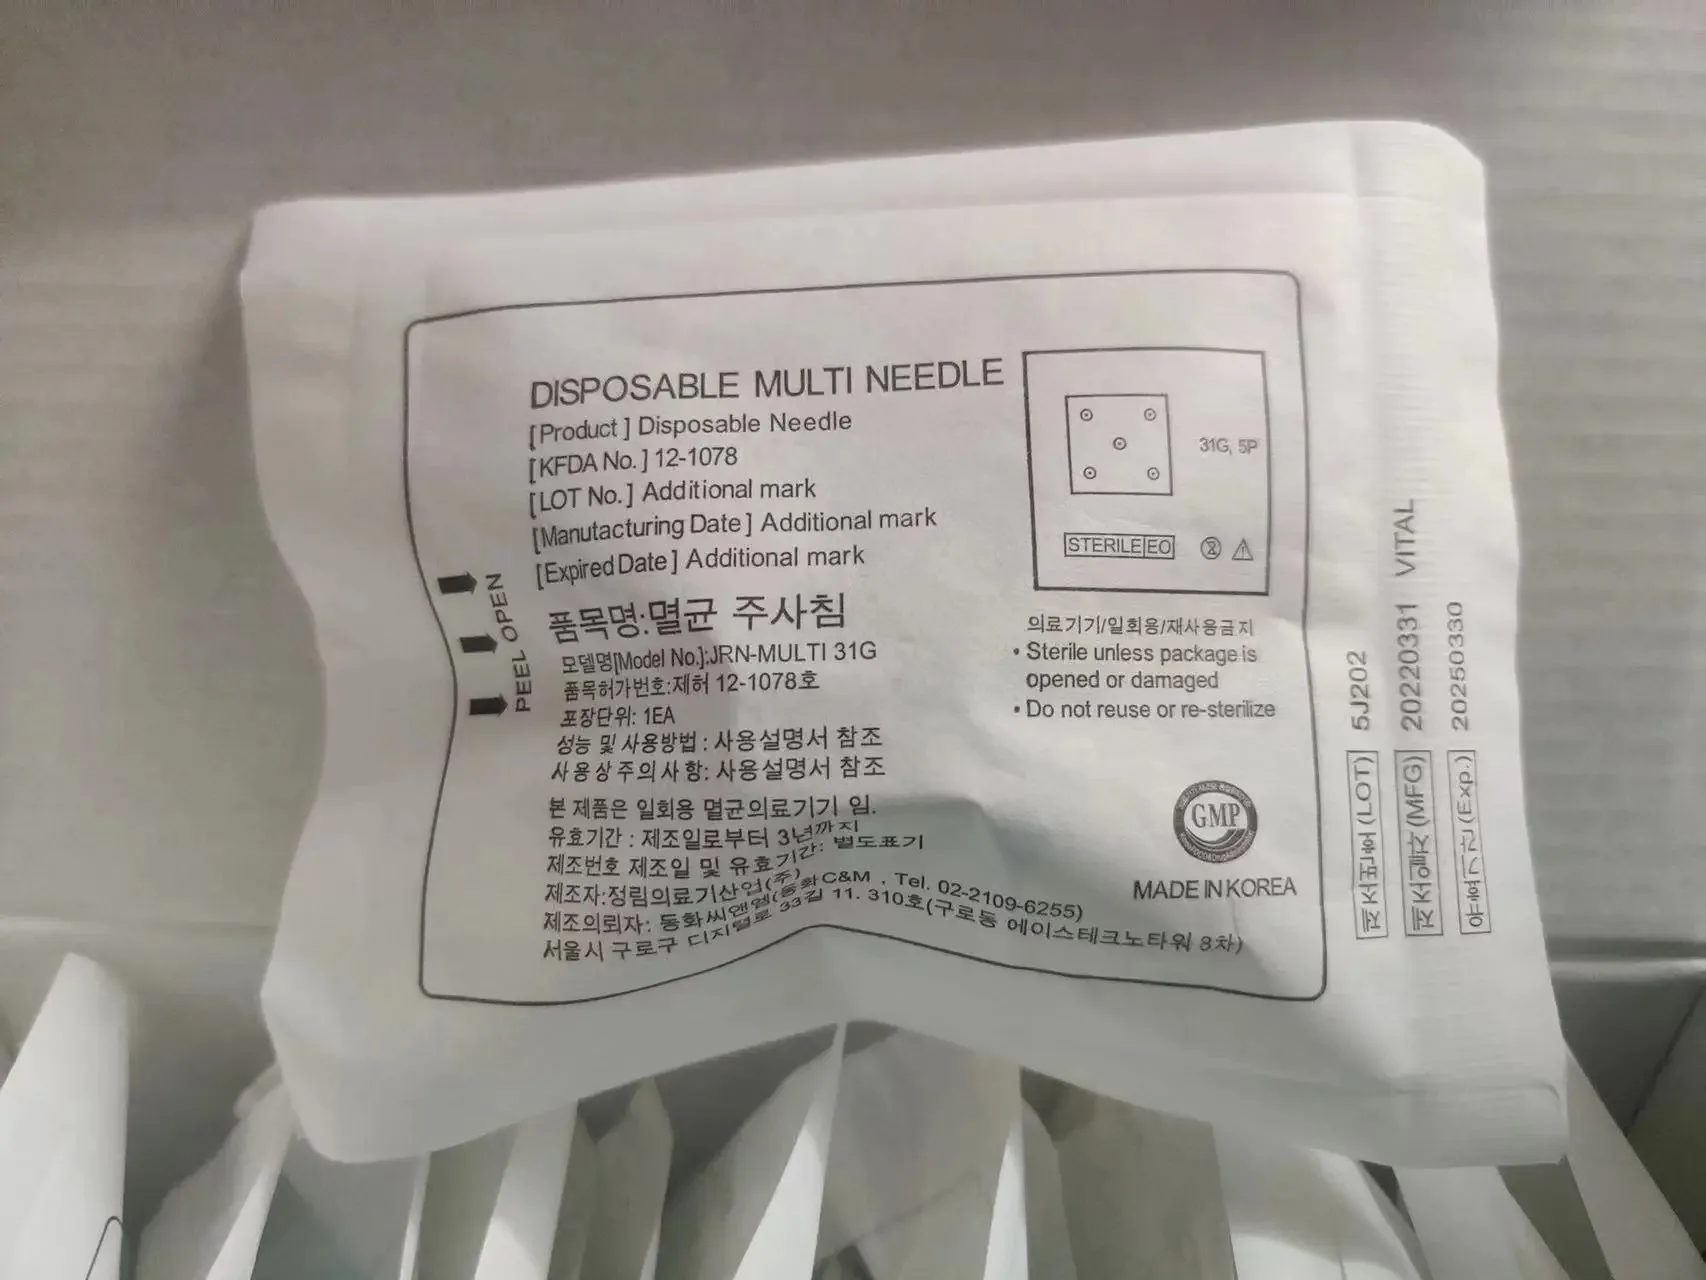 DISPOSABLE MULTI NEEDLE
[Product] Disposable Needle
[KFDA No.] 12-1078
[LOT No.] Additional mark
[Manutacturing Date] Additional mark
[Expired Date] Additional mark
품목명:멸균 주사침
모델명[Model No.]:JRN-MULTI 31G
품목허가번호:제허 12-1078호
포장단위: 1EA
성능 및 사용방법 : 사용설명서 참조
사용상주의사항: 사용설명서 참조
본 제품은 일회용 멸균의료기기 임.
유효기간 : 제조일로부터 3년까지
제조번호 제조일 및 유효기간: 별도표기
제조자:정림의료기산업(주)
제조의뢰자: 동화씨앤엠(동화C&M . Tel. 02-2109-6255)
서울시 구로구 디지털로 33길 11. 310호(구로동 에이스테크노타워 8차)
PEEL OPEN
31G, 5P
STERILE EO
2
의료기기/일회용/재사용금지
• Sterile unless package is
opened or damaged
• Do not reuse or re-sterilize
GMP
MADE IN KOREA
제조번호(LOT) 5J202
제조일자(MFG) 20220331 VITAL
유효기간(Exp.) 20250330